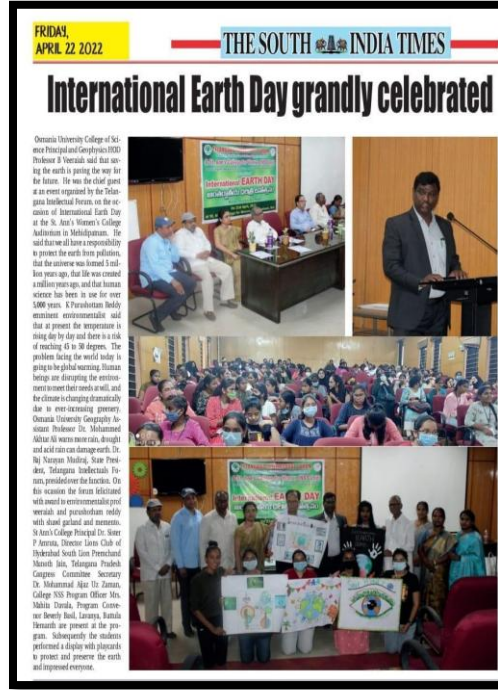 FRIDAY,
APRIL 22 2022
THE SOUTH INDIA TIMES
International Earth Day grandly celebrated
Osmania University College of Sci-
ence Principal and Geophysics HOD
Professor B Veeraiah said that sav-
ing the earth is paving the way for
the future. He was the chief guest
at an event organized by the Telan-
gana Intellectual Forum, on the oc-
casion of International Earth Day
at the St. Ann's Women's College
Auditorium in Mehidipatnam. He
said that we all have a responsibility
to protect the earth from pollution,
that the universe was formed 5 mil-
lion years ago, that life was created
a million years ago, and that human
science has been in use for over
5,000 years. K Purushottam Reddy
eminent environmentalist said
that at present the temperature is
rising day by day and there is a risk
of reaching 45 to 50 degrees. The
problem facing the world today is
going to be global warming. Human
beings are disrupting the environ-
ment to meet their needs at will, and
the climate is changing dramatically
due to ever-increasing greenery.
Osmania University Geography As-
sistant Professor Dr. Mohammed
Akhtar Ali warns more rain, drought
and acid rain can damage earth. Dr.
Raj Narayan Mudiraj, State Presi-
dent, Telangana Intellectuals Fo-
rum, presided over the function. On
this occasion the forum felicitated
with award to environmentalist prof
veeraiah and purushottam reddy
with shawl garland and memento.
St Ann's College Principal Dr. Sister
P Amruta, Director Lions Club of
Hyderabad South Lion Premchand
Munoth Jain, Telangana Pradesh
Congress Committee Secretary
Dr. Mohammad Ajaz Uz Zaman,
College NSS Program Officer Mrs.
Mahita Davala, Program Conve-
nor Beverly Basil, Lavanya, Rumula
Hemanth are present at the pro-
gram. Subsequently the students
performed a display with playcards
to protect and preserve the earth
and impressed everyone.
International EARTH DAY
International EARTH DAY